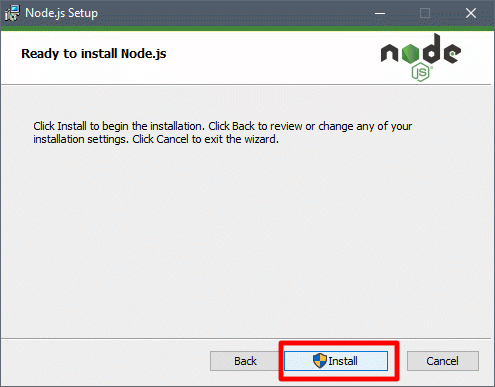 Node.js Setup
Ready to install Node.js
node
JS
Click Install to begin the installation. Click Back to review or change any of your
installation settings. Click Cancel to exit the wizard.
Back
Install
Cancel